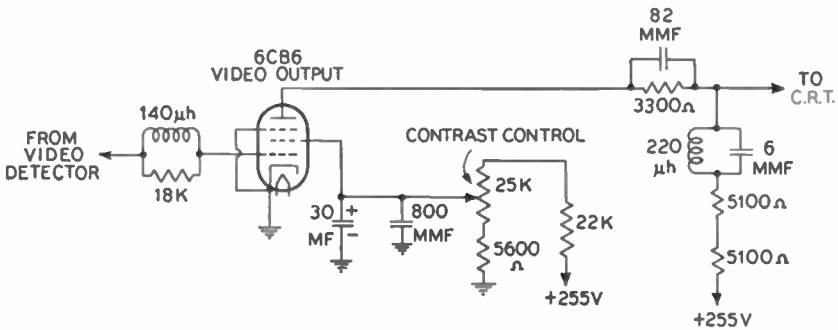 82
MMF
6CB6
VIDEO OUTPUT
3300Ω
TO
C.R.T.
140μh
FROM
VIDEO
DETECTOR
18K
CONTRAST CONTROL
25K
220
μh
6
MMF
30
MF
+
-
800
MMF
5600
Ω
22K
5100Ω
5100Ω
+255V
+255V